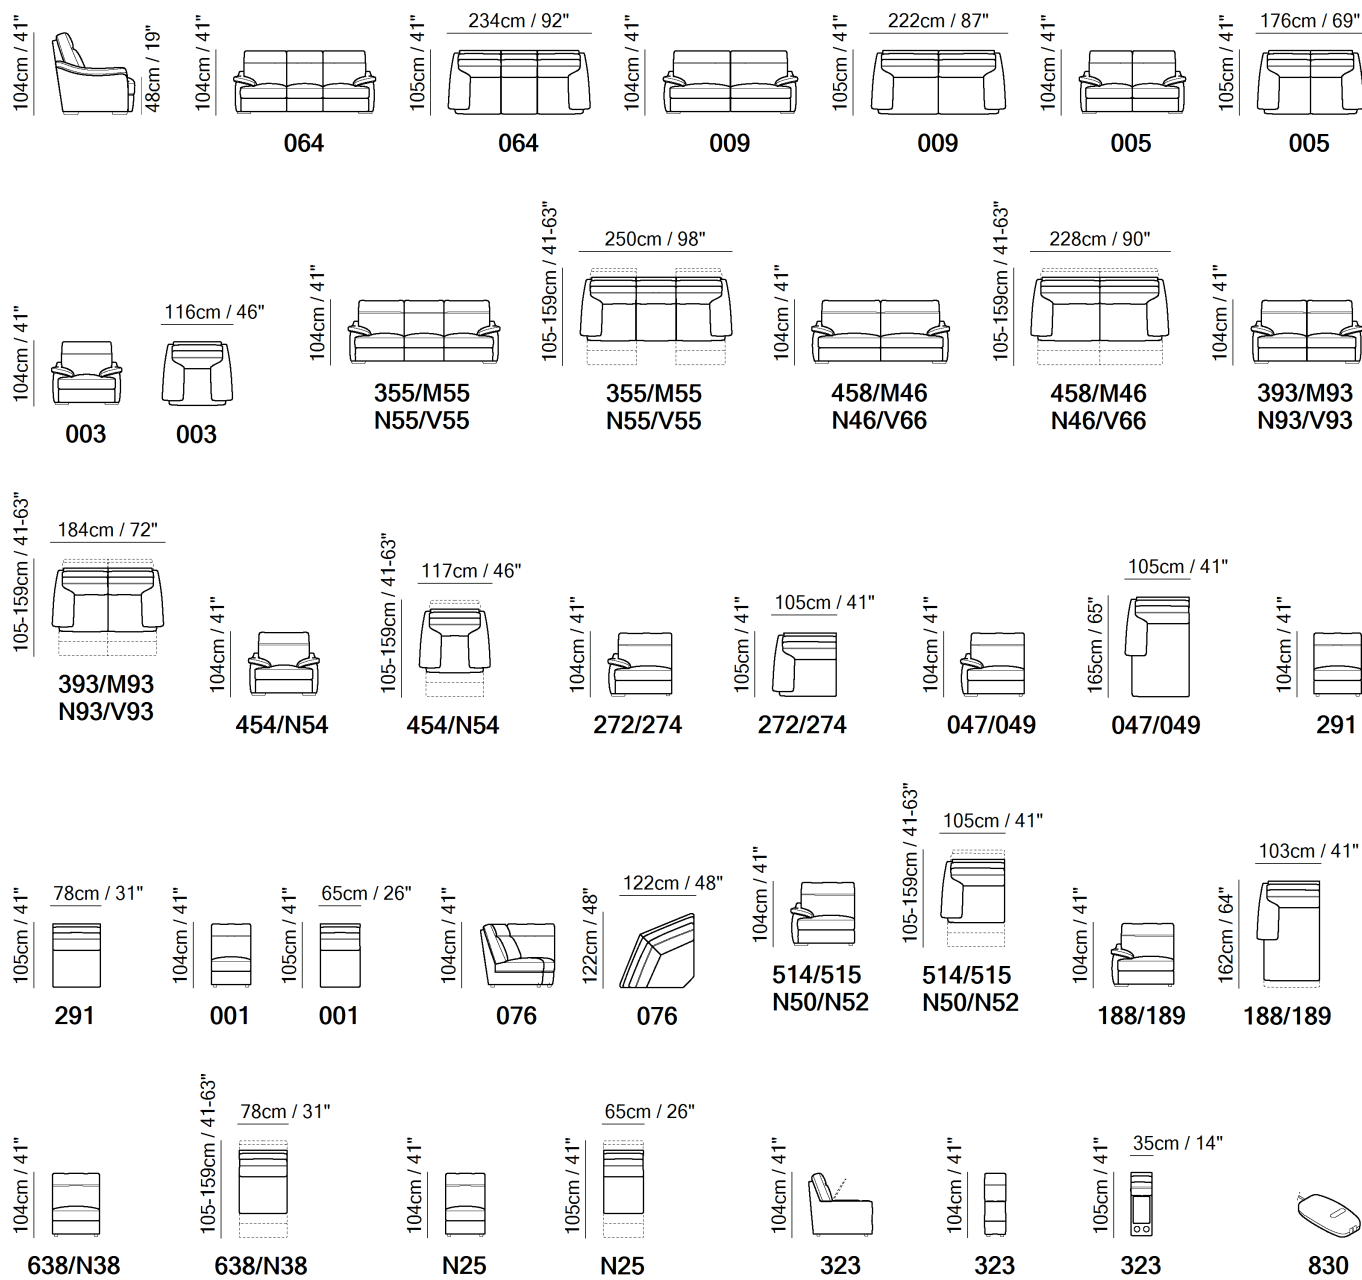 104cm / 41"
48cm / 19"
104cm / 41"
064
105cm / 41"
234cm / 92"
064
104cm / 41"
009
105cm / 41"
222cm / 87"
009
104cm / 41"
005
105cm / 41"
176cm / 69"
005
104cm / 41"
003
116cm / 46"
003
104cm / 41"
355/M55
N55/V55
105-159cm / 41-63"
250cm / 98"
355/M55
N55/V55
104cm / 41"
458/M46
N46/V66
105-159cm / 41-63"
228cm / 90"
458/M46
N46/V66
104cm / 41"
393/M93
N93/V93
105-159cm / 41-63"
184cm / 72"
393/M93
N93/V93
104cm / 41"
454/N54
105-159cm / 41-63"
117cm / 46"
454/N54
104cm / 41"
272/274
105cm / 41"
105cm / 41"
272/274
104cm / 41"
047/049
165cm / 65"
105cm / 41"
047/049
104cm / 41"
291
105cm / 41"
78cm / 31"
291
104cm / 41"
001
105cm / 41"
65cm / 26"
001
104cm / 41"
076
122cm / 48"
122cm / 48"
076
104cm / 41"
514/515
N50/N52
105-159cm / 41-63"
105cm / 41"
514/515
N50/N52
104cm / 41"
188/189
162cm / 64"
103cm / 41"
188/189
104cm / 41"
638/N38
105-159cm / 41-63"
78cm / 31"
638/N38
104cm / 41"
N25
105cm / 41"
65cm / 26"
N25
104cm / 41"
323
104cm / 41"
323
105cm / 41"
35cm / 14"
323
830